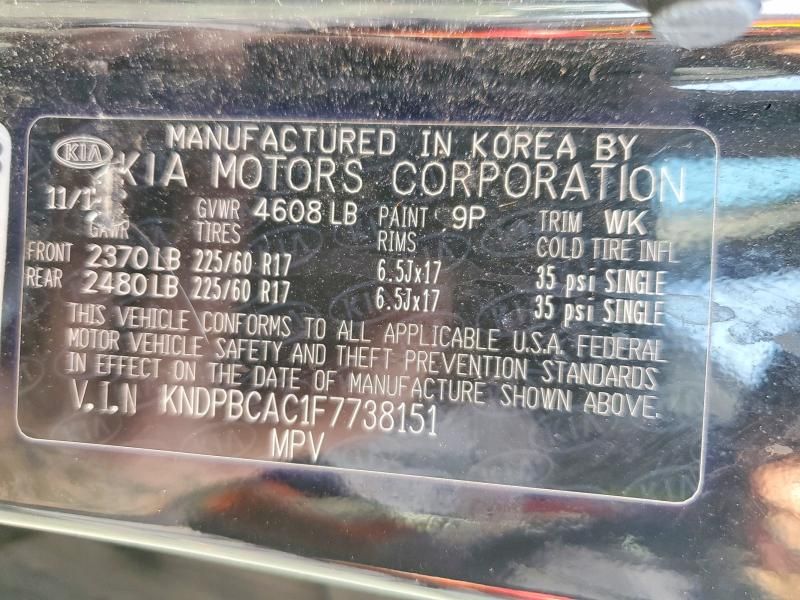 KIA
MANUFACTURED IN KOREA BY
KIA MOTORS CORPORATION
GVWR 4608 LB PAINT 9P TRIM WK
GAWR TIRES RIMS COLD TIRE INFL
FRONT 2370 LB 225/60 R17 6.5Jx17 35 psi SINGLE
REAR 2480 LB 225/60 R17 6.5Jx17 35 psi SINGLE
THIS VEHICLE CONFORMS TO ALL APPLICABLE U.S.A. FEDERAL
MOTOR VEHICLE SAFETY AND THEFT PREVENTION STANDARDS
IN EFFECT ON THE DATE OF MANUFACTURE SHOWN ABOVE.
V.I.N KNDPBCAC1F7738151
MPV